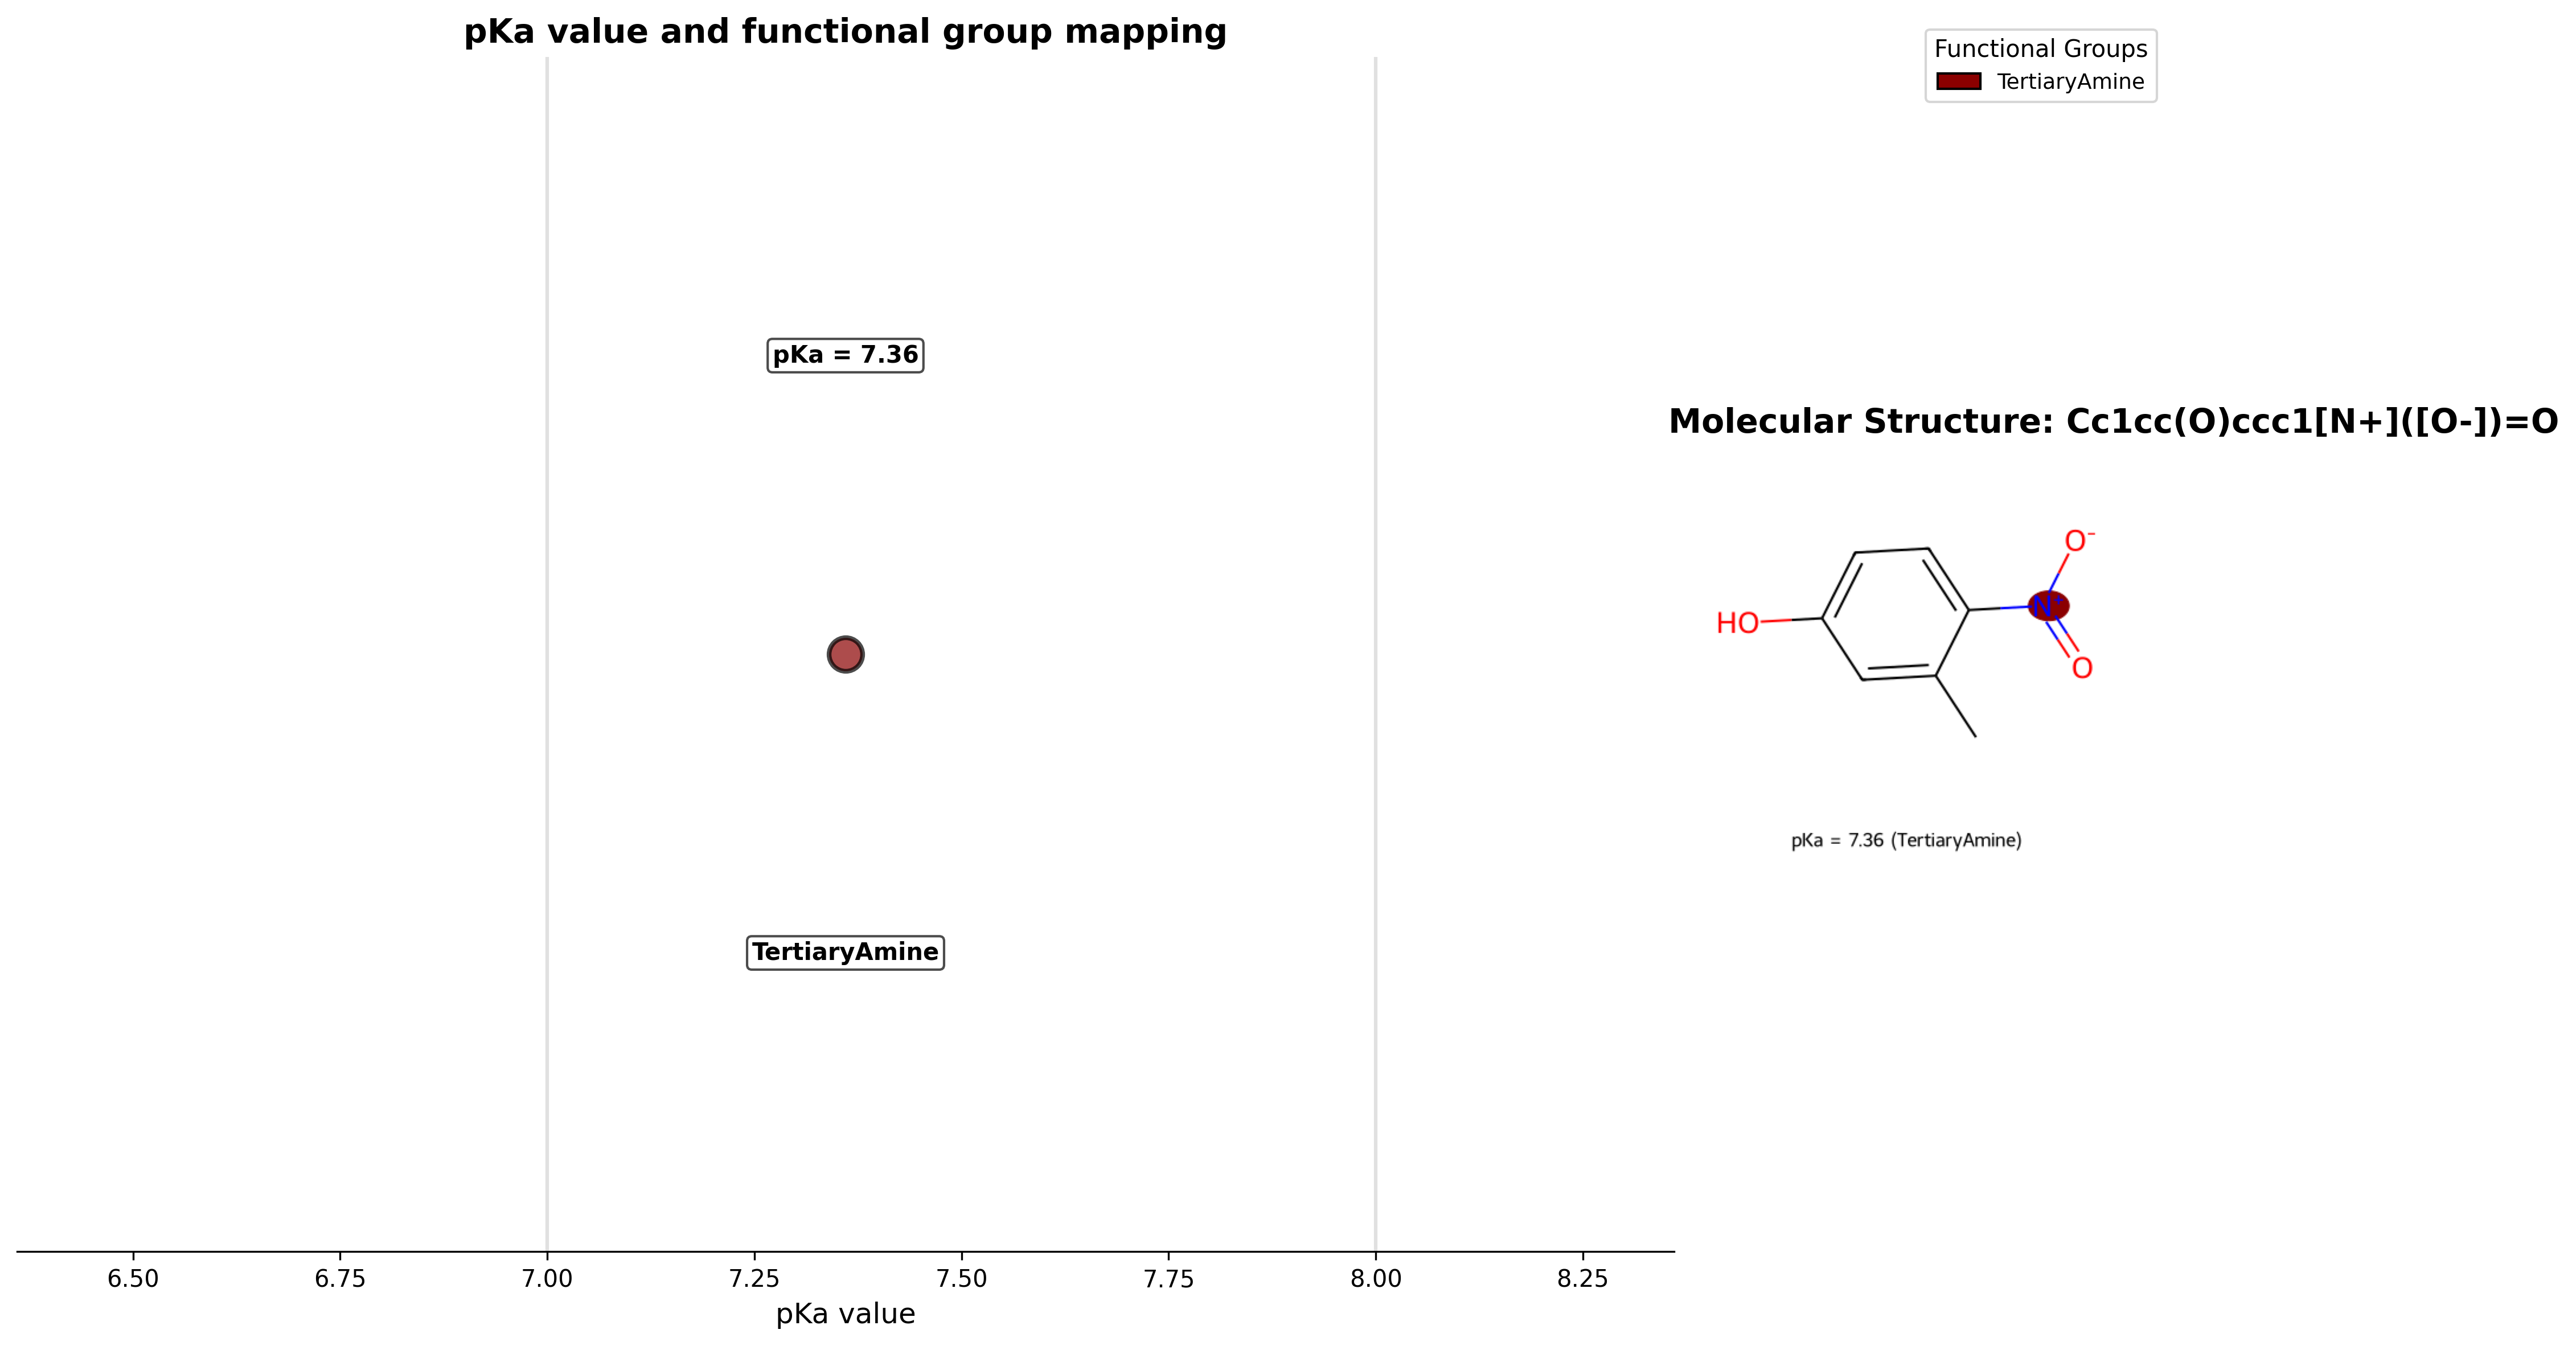 pKa value and functional group mapping
Functional Groups
TertiaryAmine
pKa = 7.36
Molecular Structure: Cc1cc(O)ccc1[N+]([O-])=O
O⁻
N⁺
HO
O
pKa = 7.36 (TertiaryAmine)
TertiaryAmine
6.50 6.75 7.00 7.25 7.50 7.75 8.00 8.25
pKa value